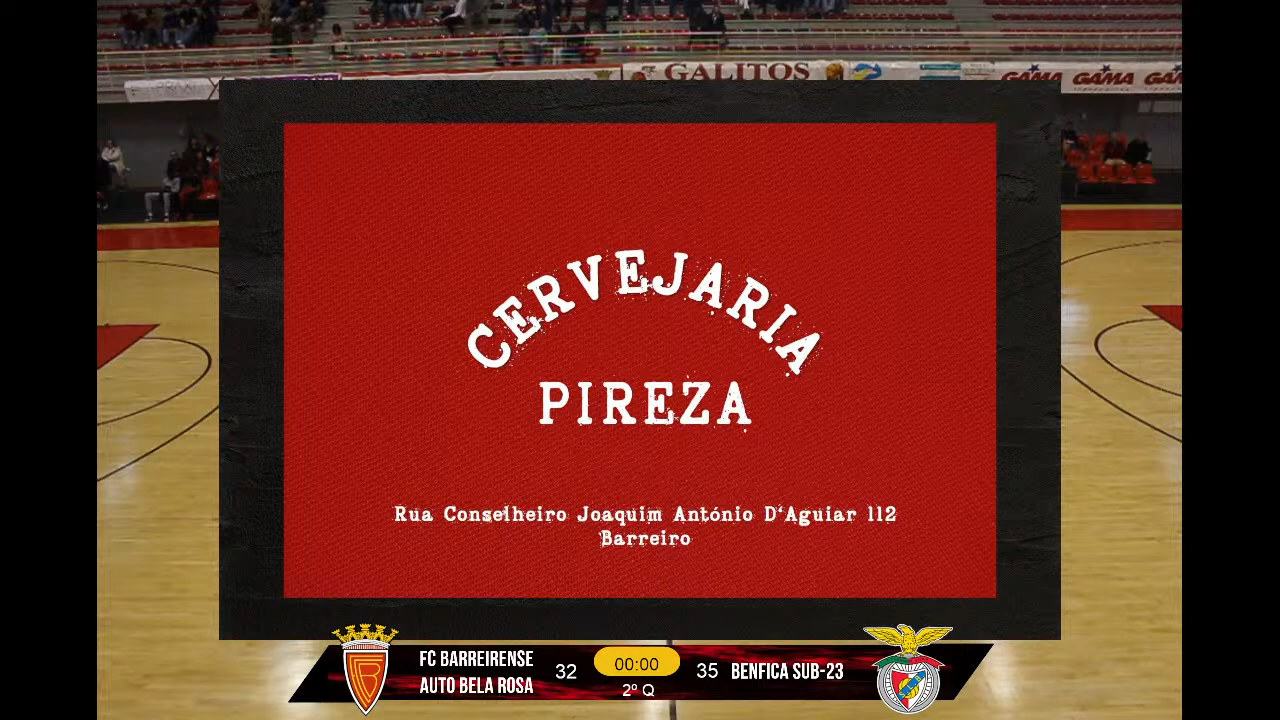 GALITOS
GAMA
GAMA
CERVEJARIA
PIREZA
Rua Conselheiro Joaquim António D'Aguiar 112
Barreiro
FC BARREIRENSE
AUTO BELA ROSA
32
00:00
2º Q
35
BENFICA SUB-23